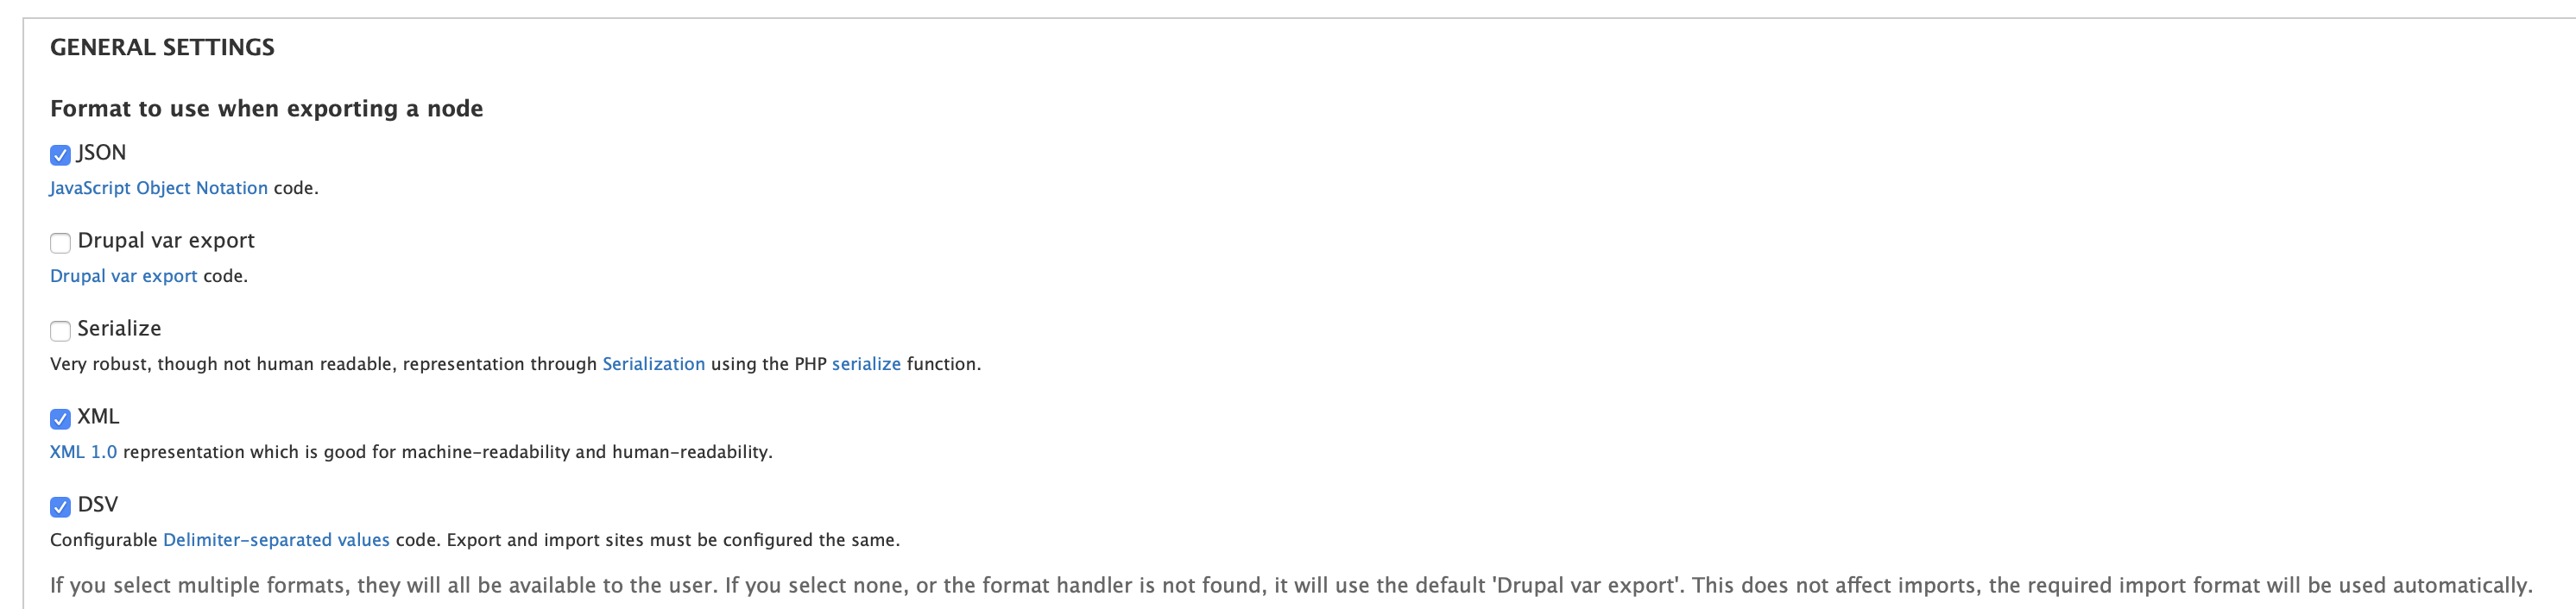 GENERAL SETTINGS
Format to use when exporting a node
JSON
JavaScript Object Notation code.
Drupal var export
Drupal var export code.
Serialize
Very robust, though not human readable, representation through Serialization using the PHP serialize function.
XML
XML 1.0 representation which is good for machine-readability and human-readability.
DSV
Configurable Delimiter-separated values code. Export and import sites must be configured the same.
If you select multiple formats, they will all be available to the user. If you select none, or the format handler is not found, it will use the default 'Drupal var export'. This does not affect imports, the required import format will be used automatically.